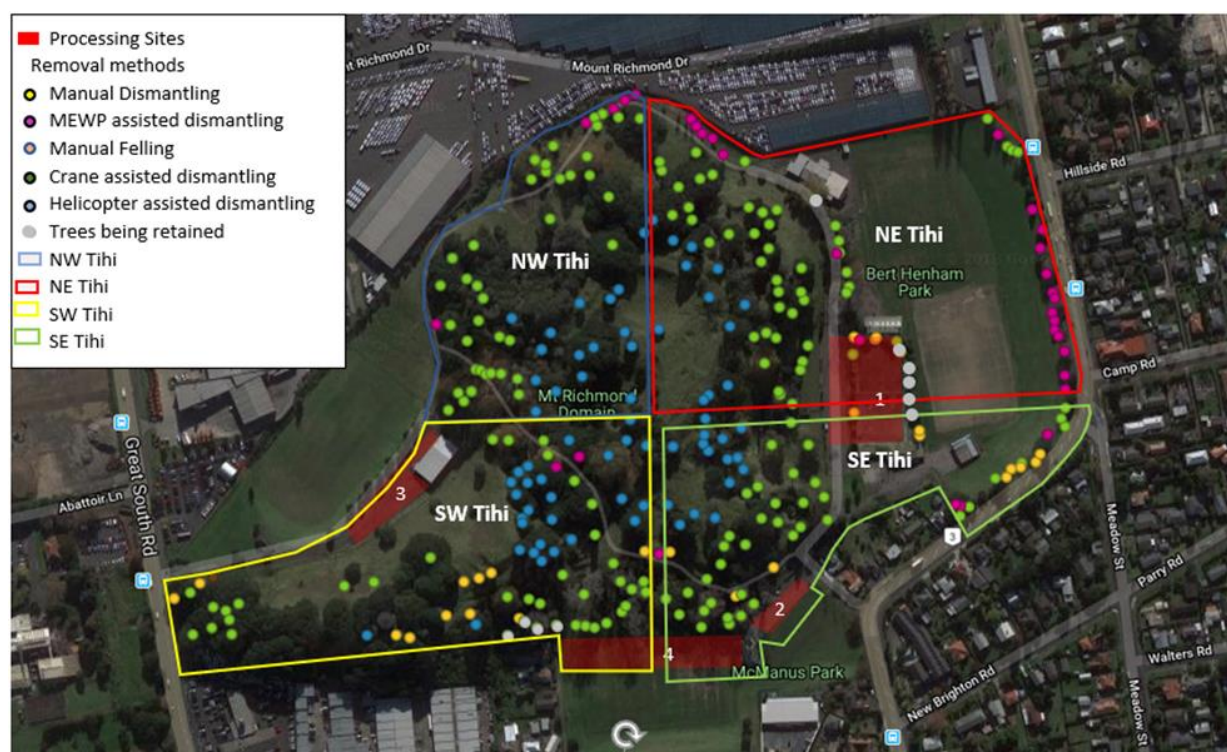 Processing Sites
Removal methods
Manual Dismantling
MEWP assisted dismantling
Manual Felling
Crane assisted dismantling
Helicopter assisted dismantling
Trees being retained
NW Tihi
NE Tihi
SW Tihi
SE Tihi
Mount Richmond Dr
Mount Richmond Dr
Hillside Rd
NE Tihi
NW Tihi
Bert Henham
Park
Camp Rd
Mt Richmond
Domain
1
SE Tihi
Great South Rd
Abattoir Ln
3
SW Tihi
3
Meadow St
Parry Rd
2
4
McManus Park
Walters Rd
New Brighton Rd
Meadow St